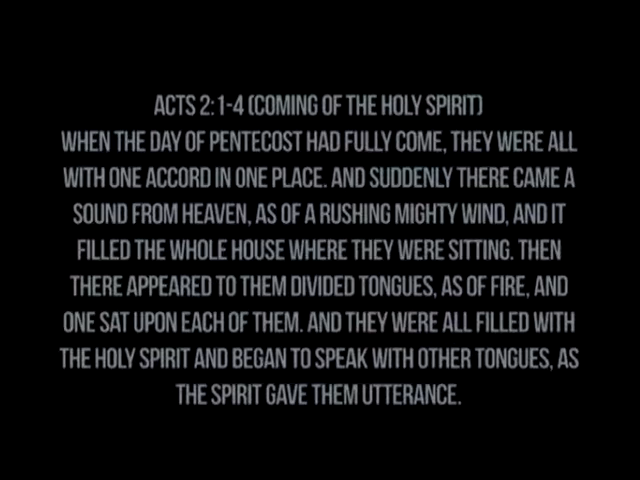 ACTS 2:1-4 (COMING OF THE HOLY SPIRIT)
WHEN THE DAY OF PENTECOST HAD FULLY COME, THEY WERE ALL
WITH ONE ACCORD IN ONE PLACE. AND SUDDENLY THERE CAME A
SOUND FROM HEAVEN, AS OF A RUSHING MIGHTY WIND, AND IT
FILLED THE WHOLE HOUSE WHERE THEY WERE SITTING. THEN
THERE APPEARED TO THEM DIVIDED TONGUES, AS OF FIRE, AND
ONE SAT UPON EACH OF THEM. AND THEY WERE ALL FILLED WITH
THE HOLY SPIRIT AND BEGAN TO SPEAK WITH OTHER TONGUES, AS
THE SPIRIT GAVE THEM UTTERANCE.